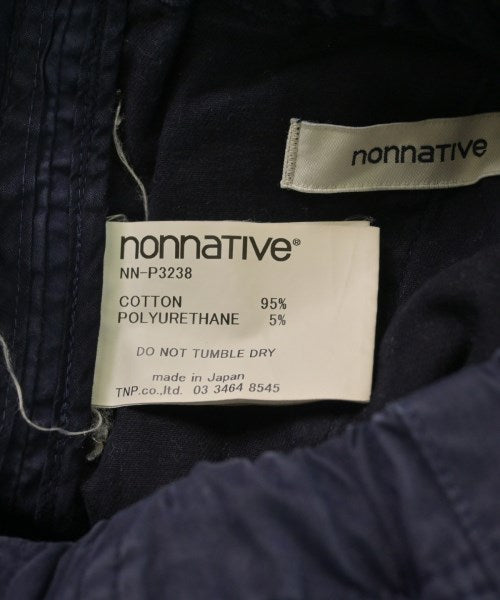 nonnative
nonnative®
NN-P3238
COTTON 95%
POLYURETHANE 5%
DO NOT TUMBLE DRY
made in Japan
TNP.co.,ltd. 03 3464 8545